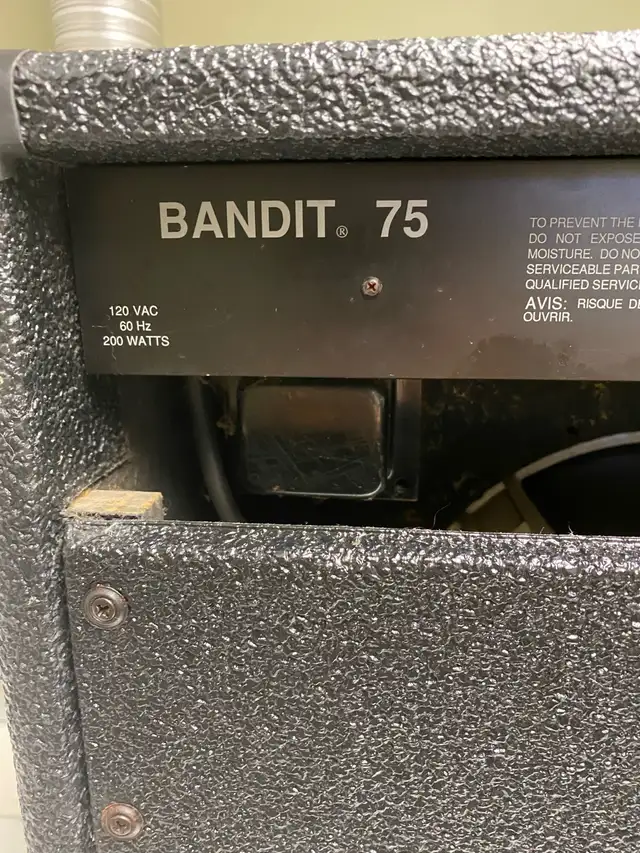 BANDIT® 75
120 VAC
60 Hz
200 WATTS
TO PREVENT THE
DO NOT EXPOSE
MOISTURE. DO NO
SERVICEABLE PAR
QUALIFIED SERVIC
AVIS: RISQUE DE
OUVRIR.